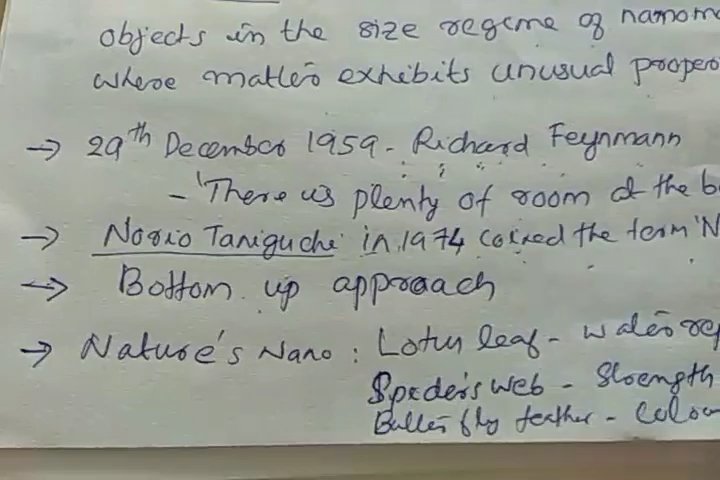 objects in the size regime of nanom
where matter exhibits unusual proper
→ 29th December 1959 - Richard Feynmann
- 'There is plenty of room at the b
→ Norio Taniguchi in 1974 coined the term 'N
→ Bottom up approach
→ Nature's Nano : Lotus leaf - water rep
Spider's web - Strength
Butterfly feather - Colour